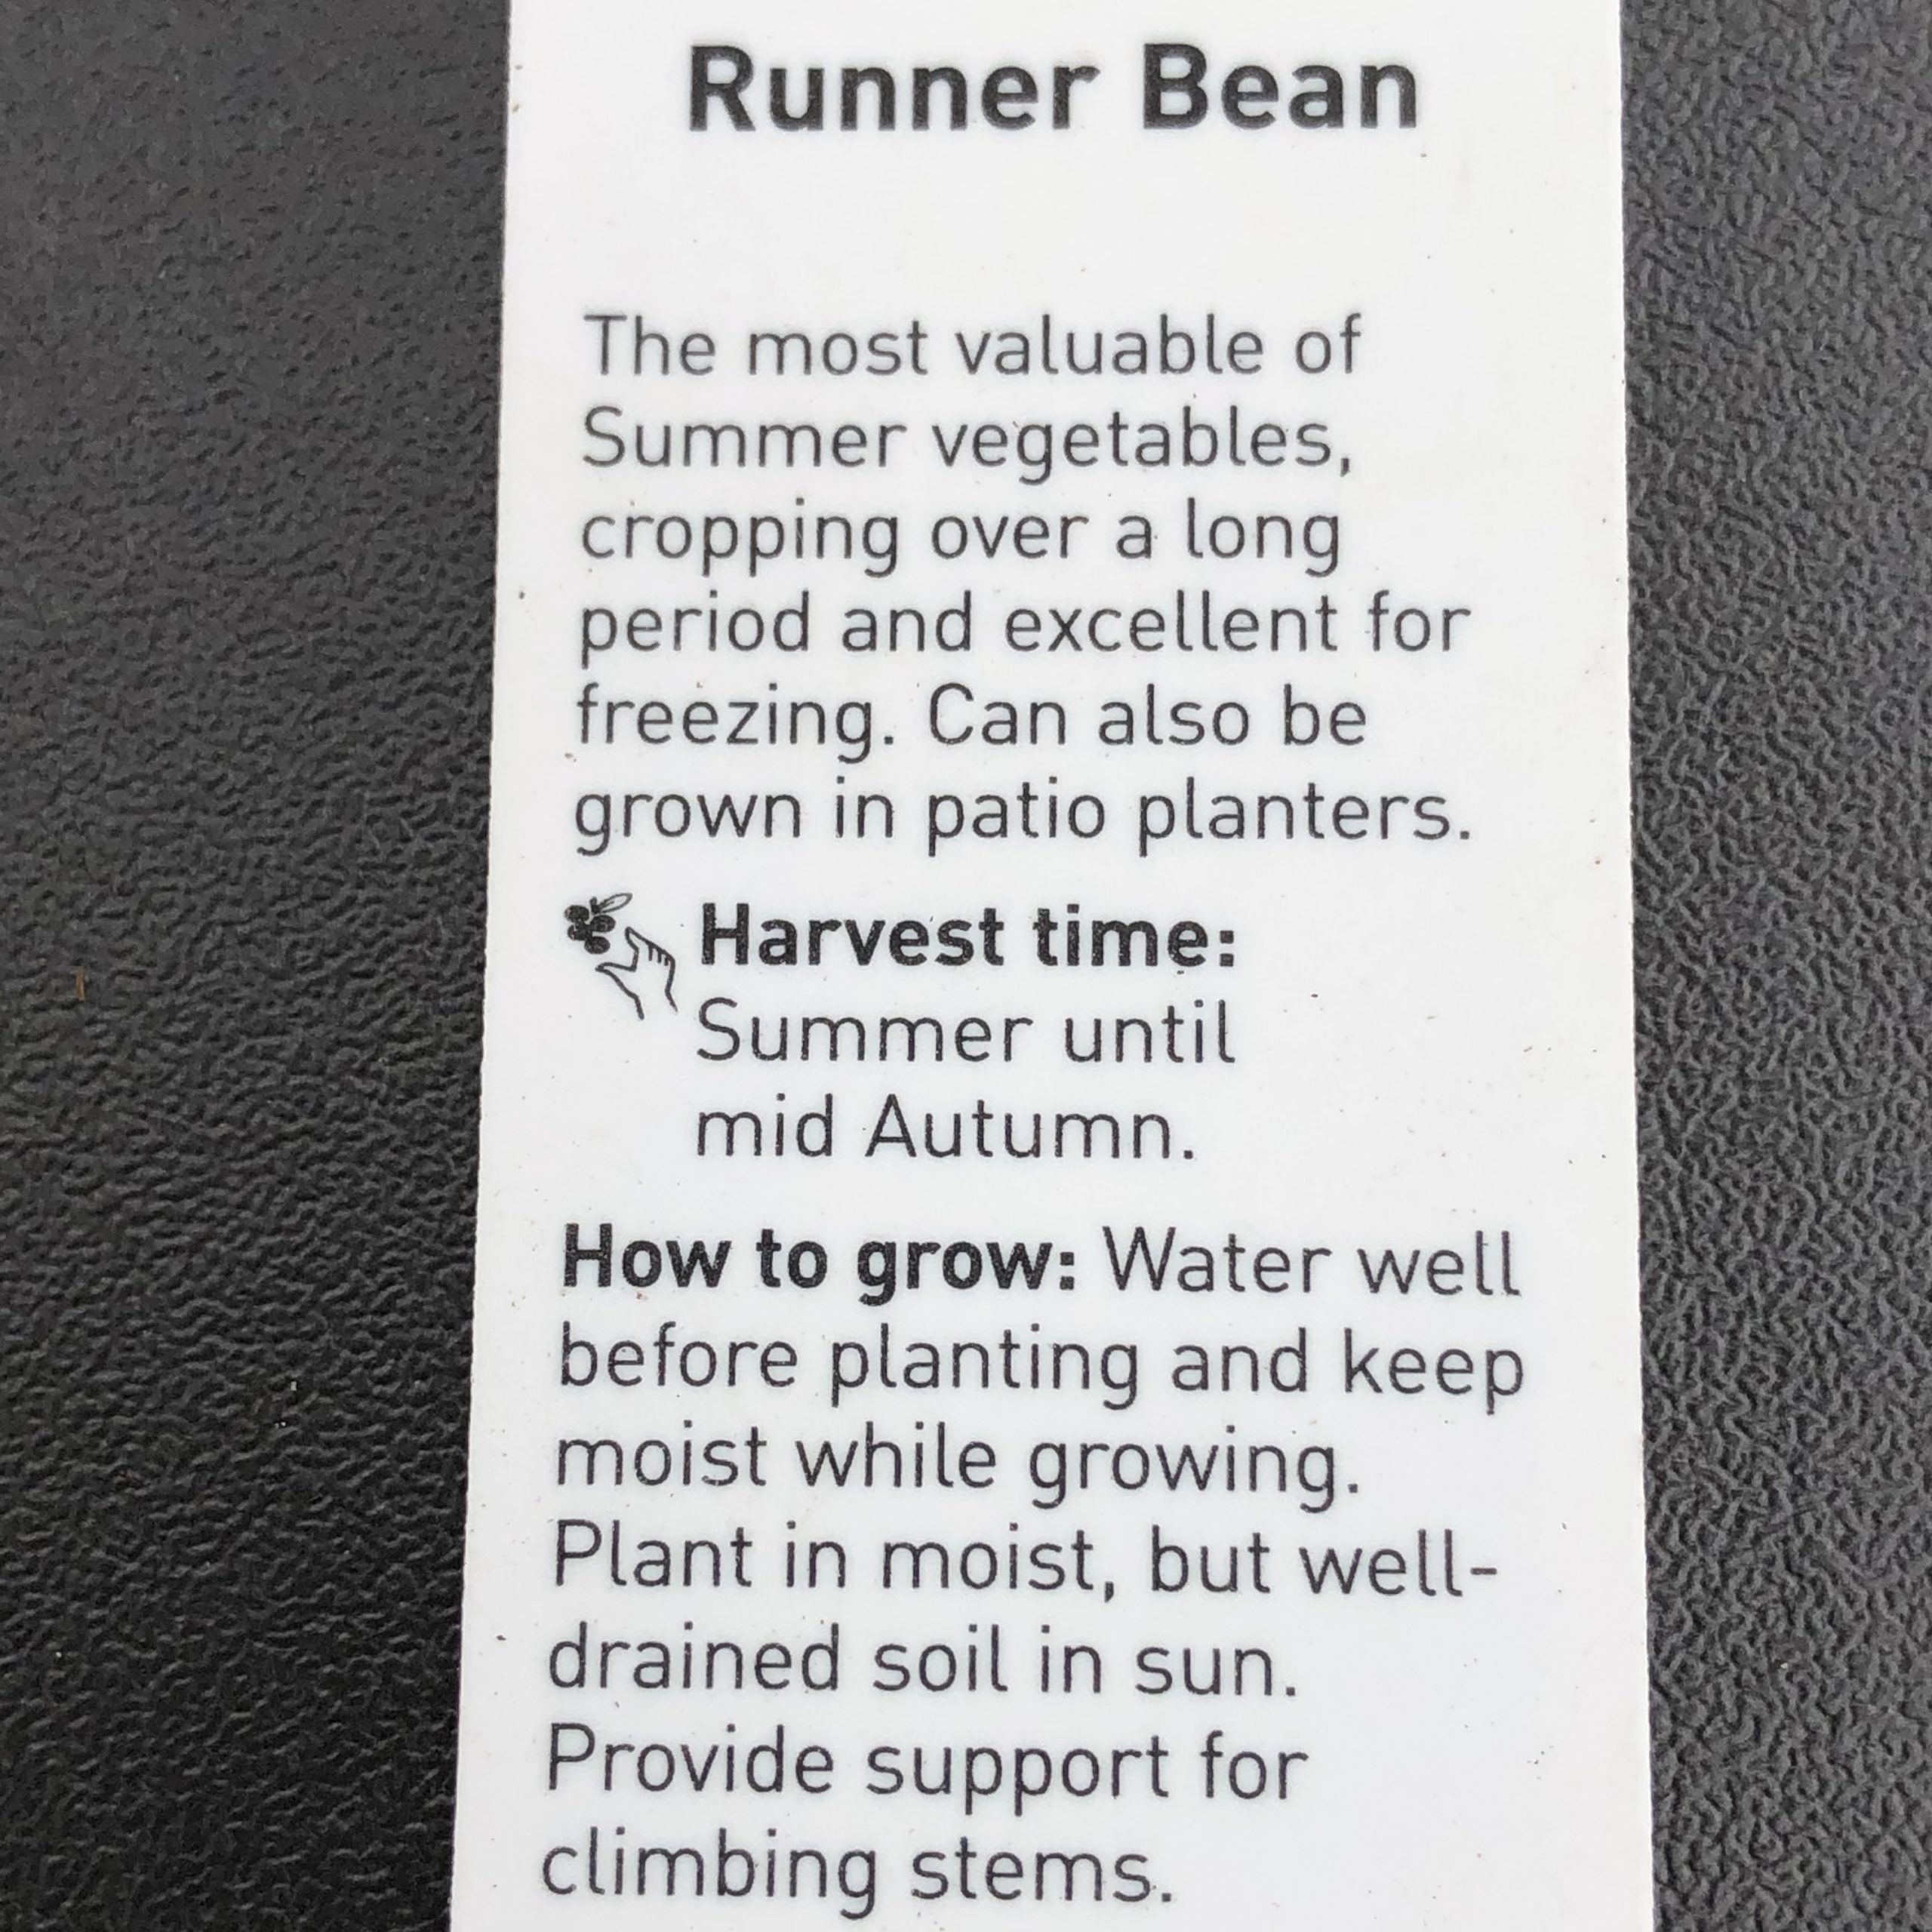 Runner Bean
The most valuable of
Summer vegetables,
cropping over a long
period and excellent for
freezing. Can also be
grown in patio planters.
Harvest time:
Summer until
mid Autumn.
How to grow: Water well
before planting and keep
moist while growing.
Plant in moist, but well-
drained soil in sun.
Provide support for
climbing stems.